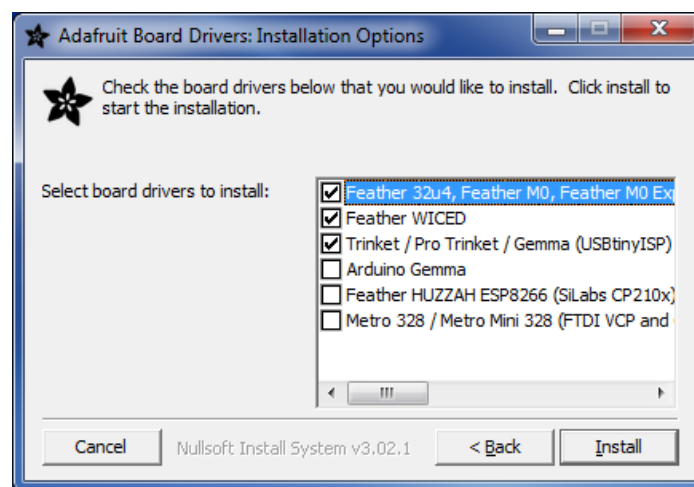 Adafruit Board Drivers: Installation Options
Check the board drivers below that you would like to install. Click install to
start the installation.
Select board drivers to install:
Feather 32u4, Feather M0, Feather M0 Ex
Feather WICED
Trinket / Pro Trinket / Gemma (USBtinyISP)
Arduino Gemma
Feather HUZZAH ESP8266 (SiLabs CP210x)
Metro 328 / Metro Mini 328 (FTDI VCP and
Cancel
Nullsoft Install System v3.02.1
< Back
Install